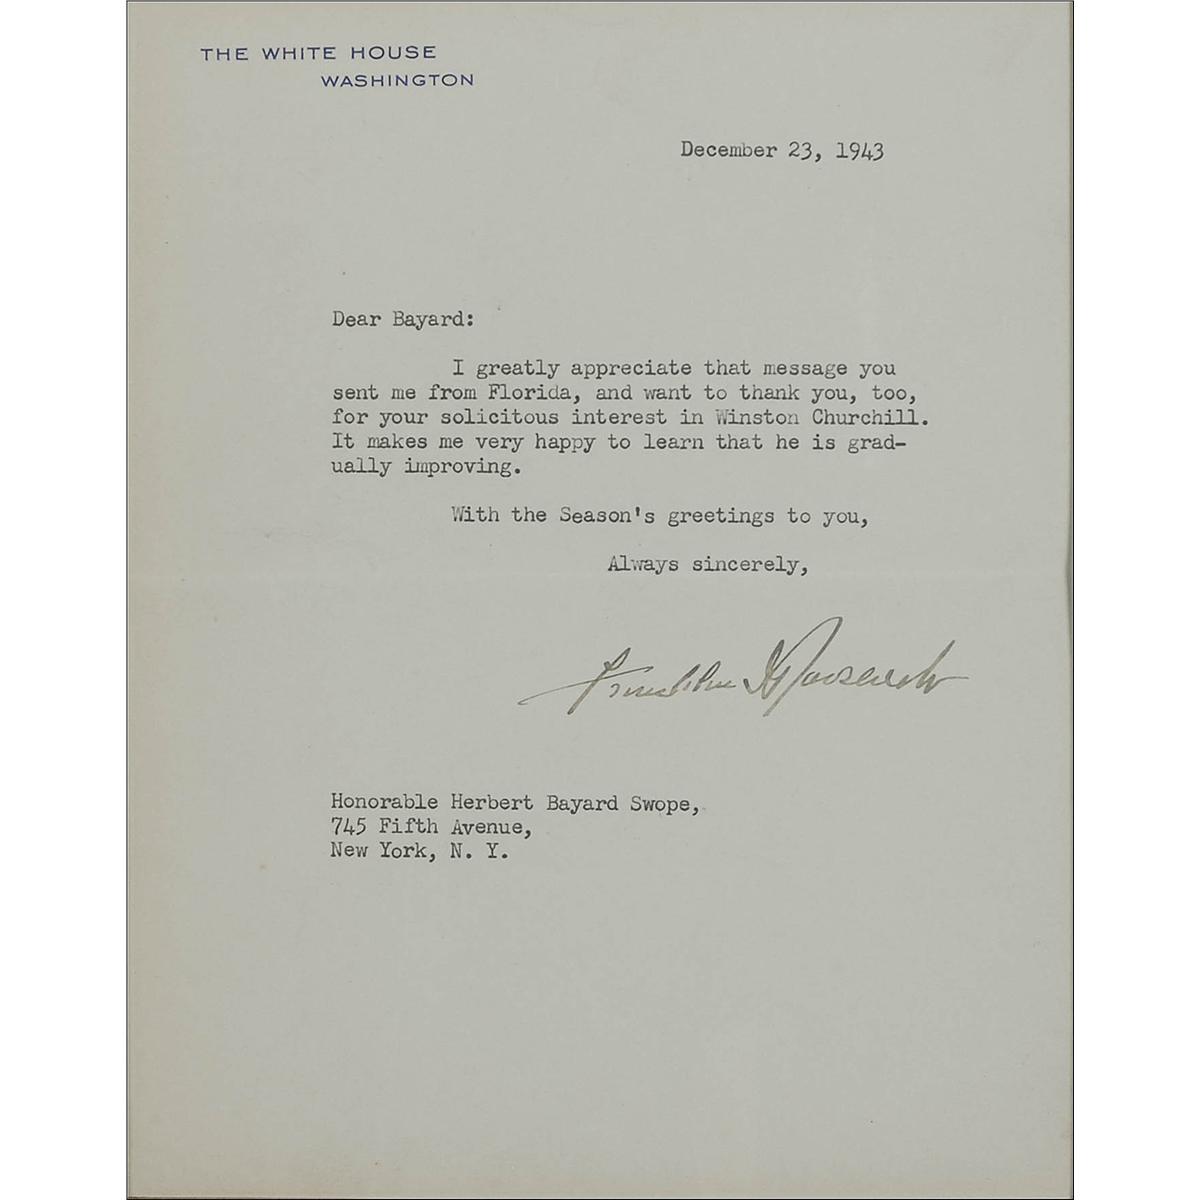 THE WHITE HOUSE
WASHINGTON
December 23, 1943
Dear Bayard:
I greatly appreciate that message you
sent me from Florida, and want to thank you, too,
for your solicitous interest in Winston Churchill.
It makes me very happy to learn that he is grad-
ually improving.
With the Season's greetings to you,
Always sincerely,
Franklin D Roosevelt
Honorable Herbert Bayard Swope,
745 Fifth Avenue,
New York, N. Y.